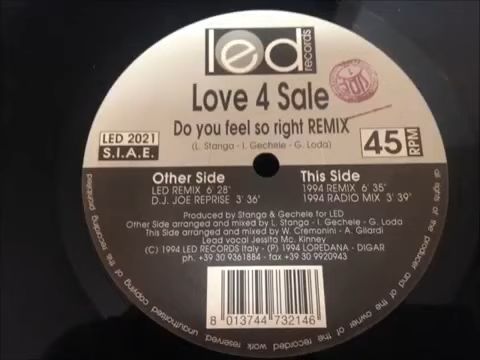 led
records
Love 4 Sale
Do you feel so right REMIX
(L. Stanga - I. Gechele - G. Loda)
LED 2021
S.I.A.E.
45 RPM
Other Side
LED REMIX 6' 28"
D.J. JOE REPRISE 3' 36"
This Side
1994 REMIX 6' 35"
1994 RADIO MIX 3' 39"
Produced by Stanga & Gechele for LED
Other Side arranged and mixed by L. Stanga - I. Gechele - G. Loda
This Side arranged and mixed by W. Cremonini - A. Gilardi
Lead vocal Jessita Mc. Kinney
(C) 1994 LED RECORDS Italy - (P) 1994 LOREDANA - DIGAR
ph. +39 30 9361884 - fax +39 30 9920943
8 013744 732146
all rights of the producer and of the owner of the recorded work reserved. unauthorised copying of the recording prohibited